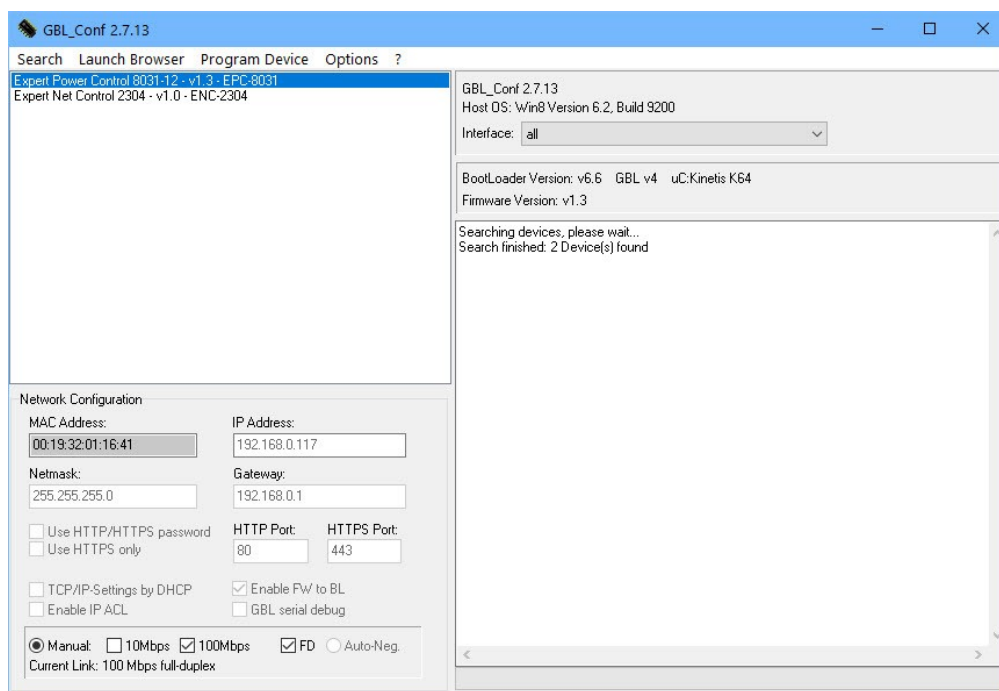 GBL_Conf 2.7.13
Search Launch Browser Program Device Options ?
Expert Power Control 8031-12 - v1.3 - EPC-8031
Expert Net Control 2304 - v1.0 - ENC-2304
GBL_Conf 2.7.13
Host OS: Win8 Version 6.2, Build 9200
Interface: all
BootLoader Version: v6.6 GBL v4 uC:Kinetis K64
Firmware Version: v1.3
Searching devices, please wait...
Search finished: 2 Device(s) found
Network Configuration
MAC Address: IP Address:
00:19:32:01:16:41 192.168.0.117
Netmask: Gateway:
255.255.255.0 192.168.0.1
Use HTTP/HTTPS password HTTP Port: HTTPS Port:
Use HTTPS only 80 443
TCP/IP-Settings by DHCP Enable FW to BL
Enable IP ACL GBL serial debug
Manual: 10Mbps 100Mbps FD Auto-Neg.
Current Link: 100 Mbps full-duplex